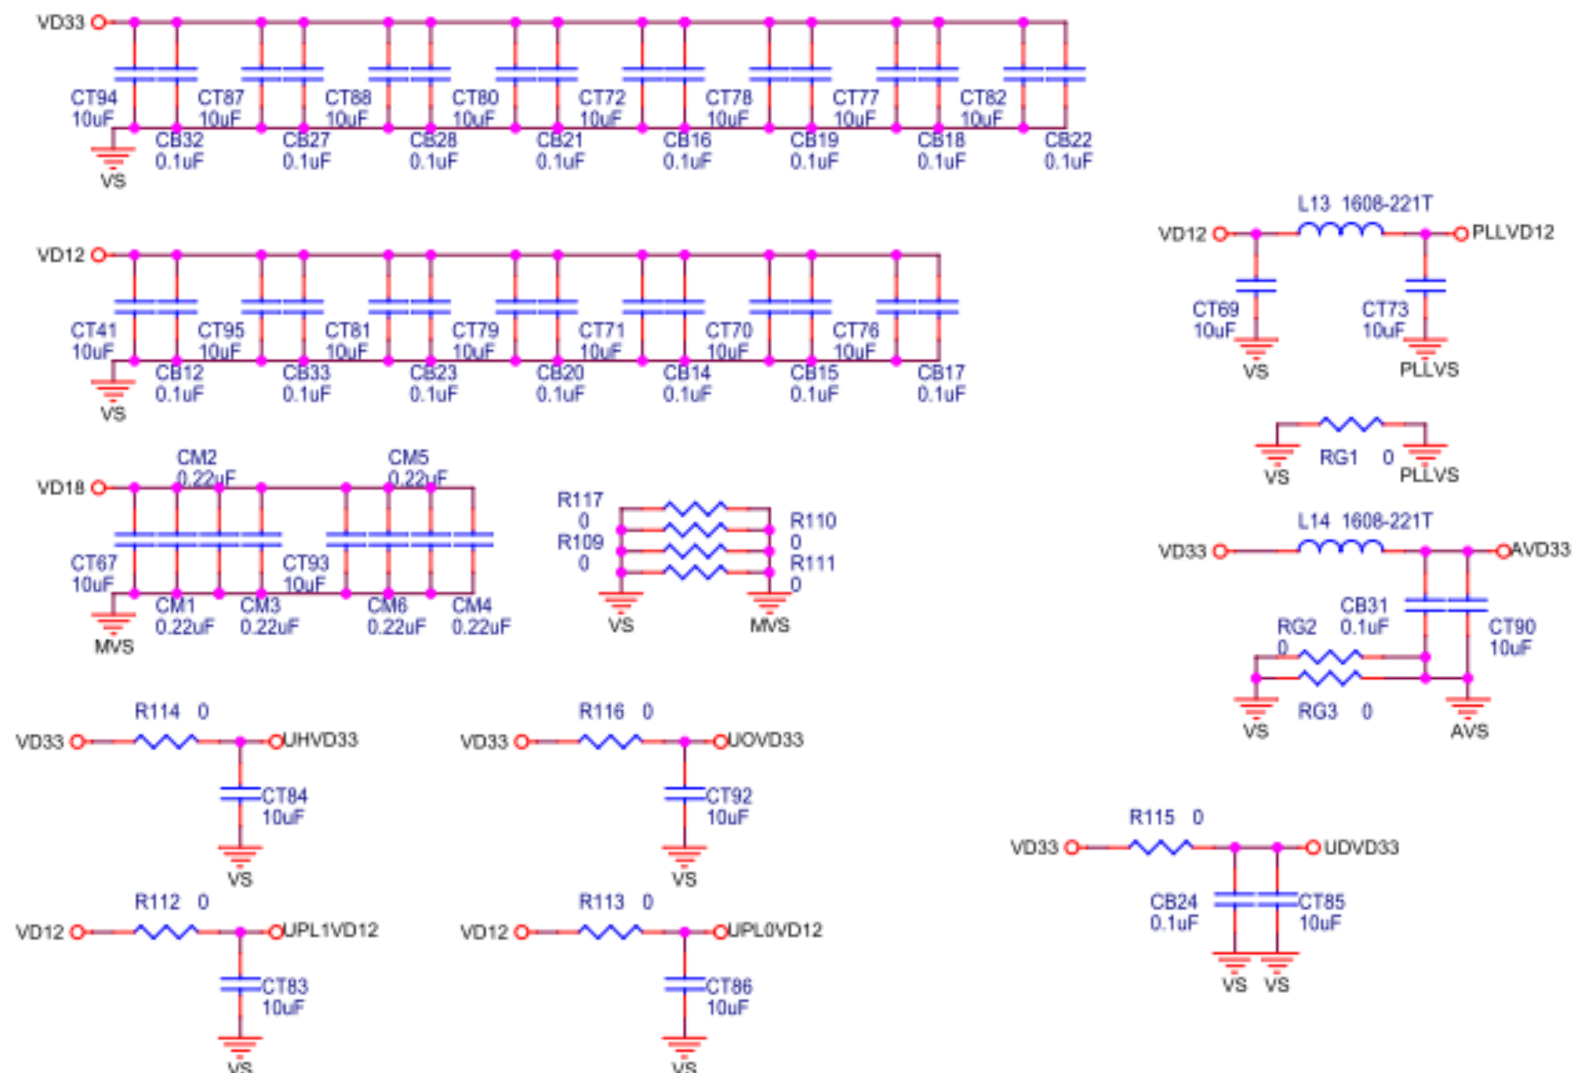 VD33
CT94 CT87 CT88 CT80 CT72 CT78 CT77 CT82
10uF 10uF 10uF 10uF 10uF 10uF 10uF 10uF
CB32 CB27 CB28 CB21 CB16 CB19 CB18 CB22
0.1uF 0.1uF 0.1uF 0.1uF 0.1uF 0.1uF 0.1uF 0.1uF
VS
VD12
CT41 CT95 CT81 CT79 CT71 CT70 CT76
10uF 10uF 10uF 10uF 10uF 10uF 10uF
CB12 CB33 CB23 CB20 CB14 CB15 CB17
0.1uF 0.1uF 0.1uF 0.1uF 0.1uF 0.1uF 0.1uF
VS
L13 1608-221T
VD12 PLLVD12
CT69 CT73
10uF 10uF
VS PLLVS
RG1 0
VS PLLVS
CM2 CM5
0.22uF 0.22uF
VD18
CT67 CT93
10uF 10uF
CM1 CM3 CM6 CM4
0.22uF 0.22uF 0.22uF 0.22uF
MVS
R117
0
R110
0
R109
0
R111
0
VS MVS
L14 1608-221T
VD33 AVD33
CB31
0.1uF
CT90
10uF
RG2
0
RG3 0
VS AVS
R114 0
VD33 UHVD33
CT84
10uF
VS
R116 0
VD33 UOVD33
CT92
10uF
VS
R115 0
VD33 UDVD33
CB24 CT85
0.1uF 10uF
VS VS
R112 0
VD12 UPL1VD12
CT83
10uF
VS
R113 0
VD12 UPL0VD12
CT86
10uF
VS